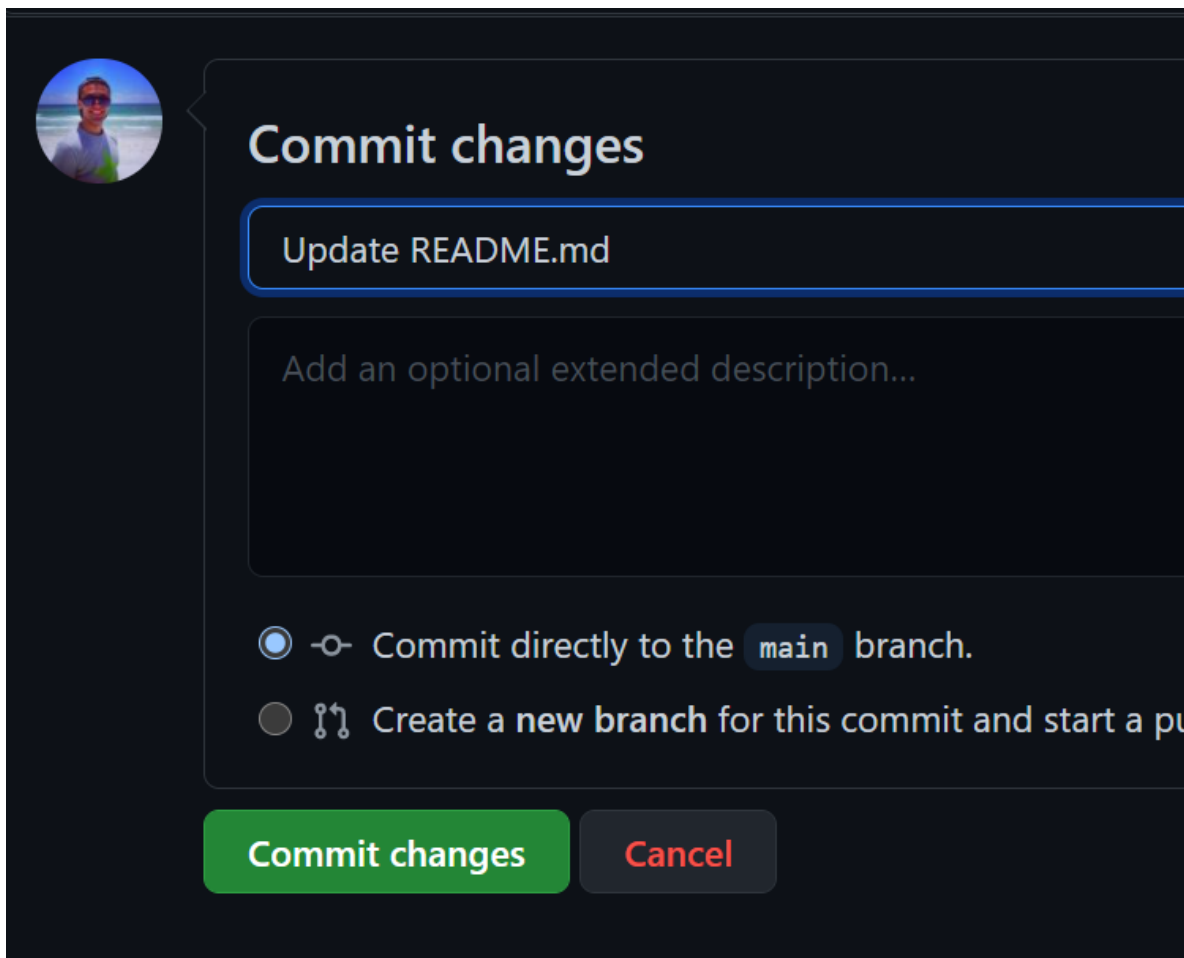 Commit changes
Update README.md
Add an optional extended description...
Commit directly to the main branch.
Create a new branch for this commit and start a
Commit changes
Cancel